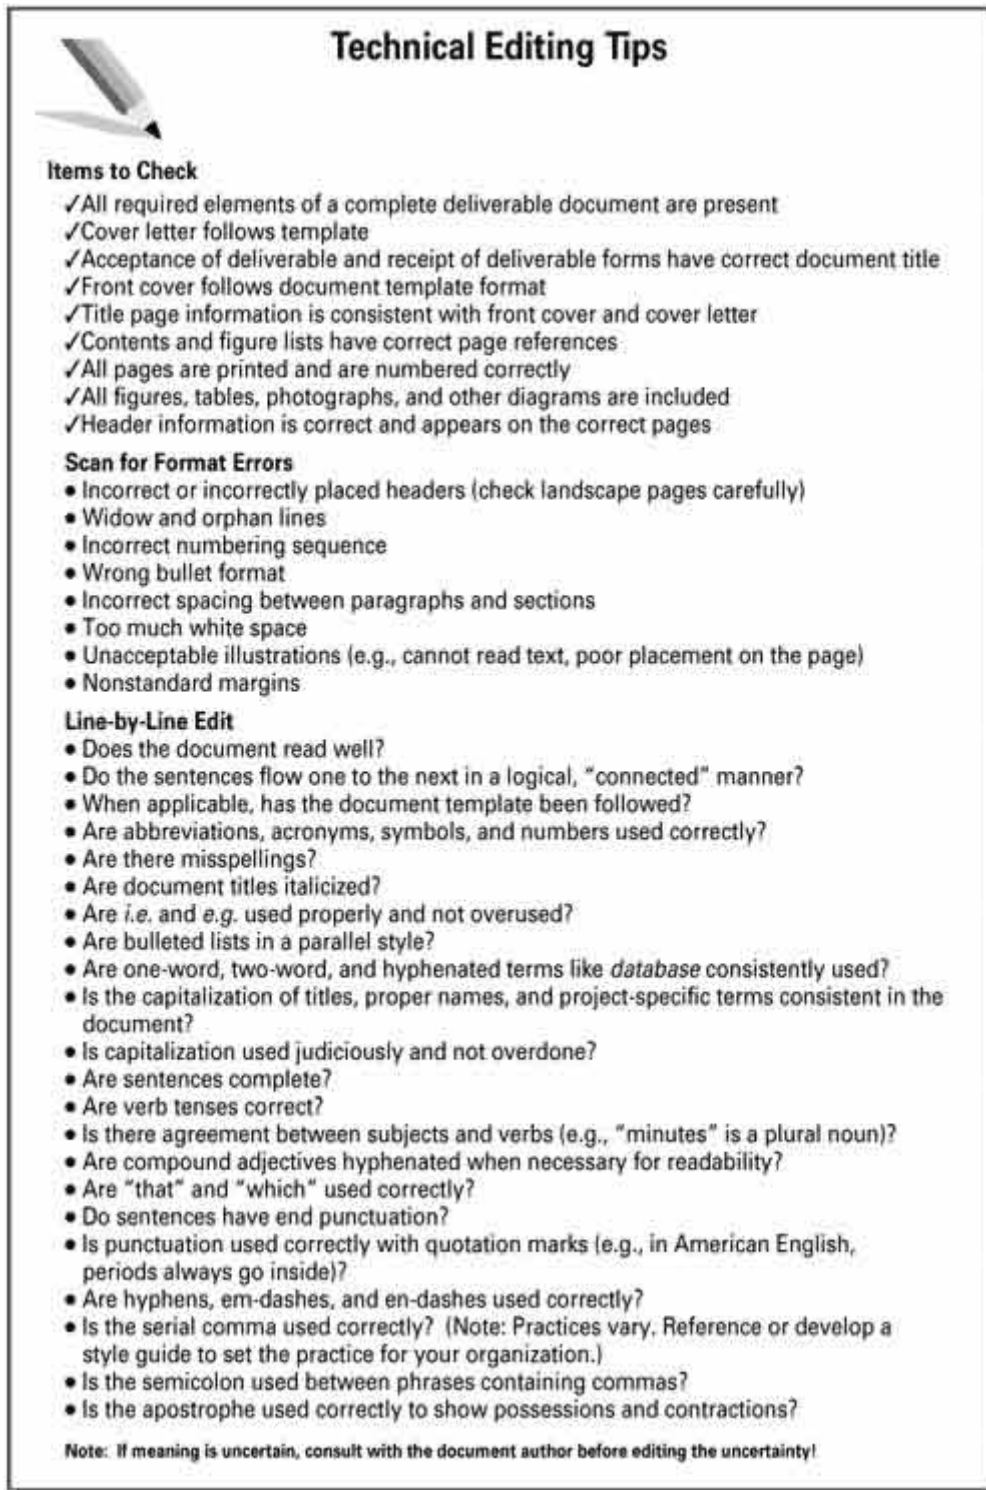 Technical Editing Tips
Items to Check
✓All required elements of a complete deliverable document are present
✓Cover letter follows template
✓Acceptance of deliverable and receipt of deliverable forms have correct document title
✓Front cover follows document template format
✓Title page information is consistent with front cover and cover letter
✓Contents and figure lists have correct page references
✓All pages are printed and are numbered correctly
✓All figures, tables, photographs, and other diagrams are included
✓Header information is correct and appears on the correct pages
Scan for Format Errors
• Incorrect or incorrectly placed headers (check landscape pages carefully)
• Widow and orphan lines
• Incorrect numbering sequence
• Wrong bullet format
• Incorrect spacing between paragraphs and sections
• Too much white space
• Unacceptable illustrations (e.g., cannot read text, poor placement on the page)
• Nonstandard margins
Line-by-Line Edit
• Does the document read well?
• Do the sentences flow one to the next in a logical, “connected” manner?
• When applicable, has the document template been followed?
• Are abbreviations, acronyms, symbols, and numbers used correctly?
• Are there misspellings?
• Are document titles italicized?
• Are i.e. and e.g. used properly and not overused?
• Are bulleted lists in a parallel style?
• Are one-word, two-word, and hyphenated terms like database consistently used?
• Is the capitalization of titles, proper names, and project-specific terms consistent in the
document?
• Is capitalization used judiciously and not overdone?
• Are sentences complete?
• Are verb tenses correct?
• Is there agreement between subjects and verbs (e.g., “minutes” is a plural noun)?
• Are compound adjectives hyphenated when necessary for readability?
• Are “that” and “which” used correctly?
• Do sentences have end punctuation?
• Is punctuation used correctly with quotation marks (e.g., in American English,
periods always go inside)?
• Are hyphens, em-dashes, and en-dashes used correctly?
• Is the serial comma used correctly? (Note: Practices vary. Reference or develop a
style guide to set the practice for your organization.)
• Is the semicolon used between phrases containing commas?
• Is the apostrophe used correctly to show possessions and contractions?
Note: If meaning is uncertain, consult with the document author before editing the uncertainty!